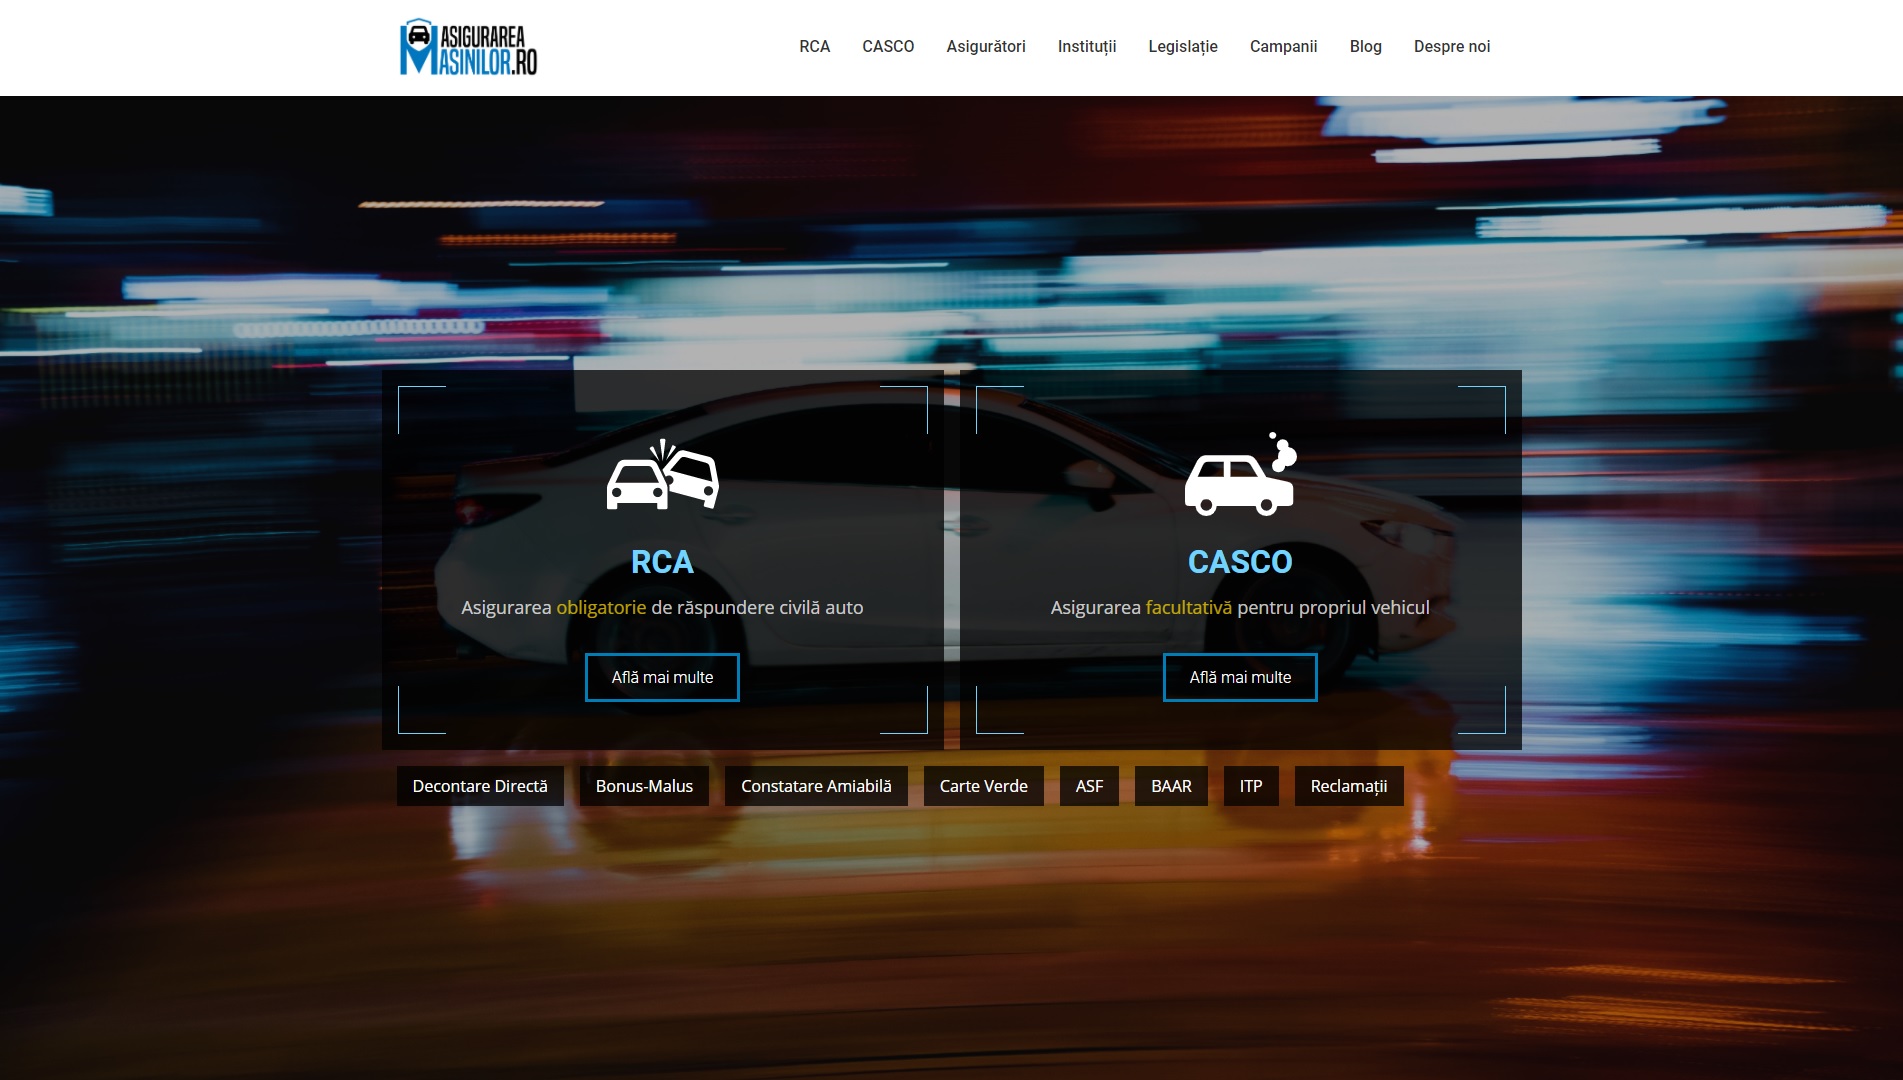 ASIGURAREA
MASINILOR.RO
RCA
CASCO
Asigurători
Instituții
Legislație
Campanii
Blog
Despre noi
RCA
Asigurarea obligatorie de răspundere civilă auto
Află mai multe
CASCO
Asigurarea facultativă pentru propriul vehicul
Află mai multe
Decontare Directă
Bonus-Malus
Constatare Amiabilă
Carte Verde
ASF
BAAR
ITP
Reclamații